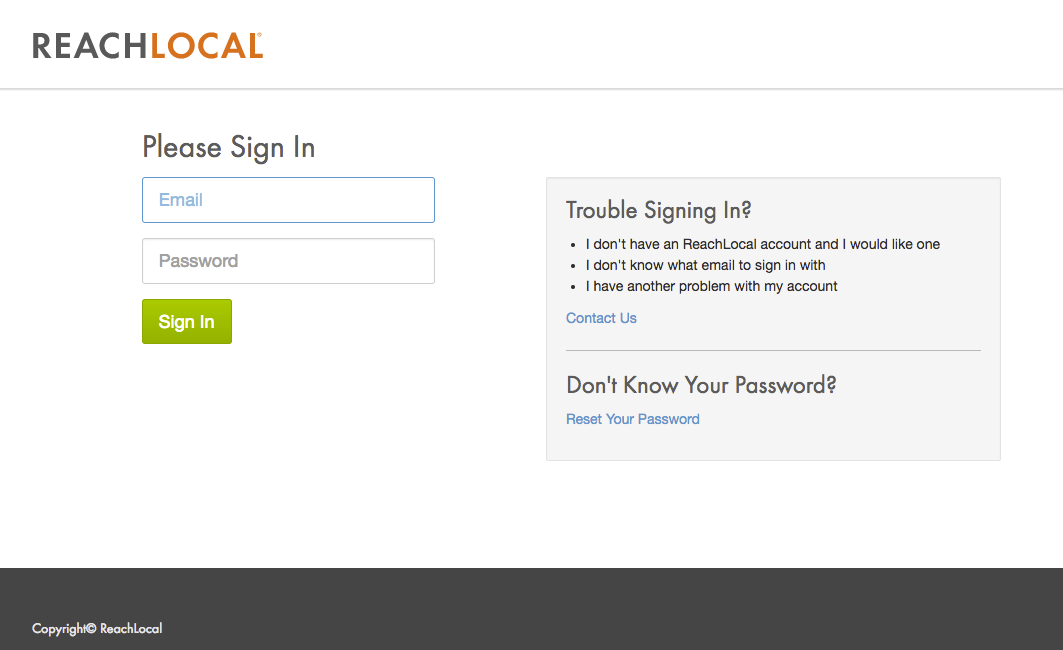 REACHLOCAL®
Please Sign In
Email
Password
Sign In
Trouble Signing In?
• I don't have an ReachLocal account and I would like one
• I don't know what email to sign in with
• I have another problem with my account
Contact Us
Don't Know Your Password?
Reset Your Password
Copyright© ReachLocal